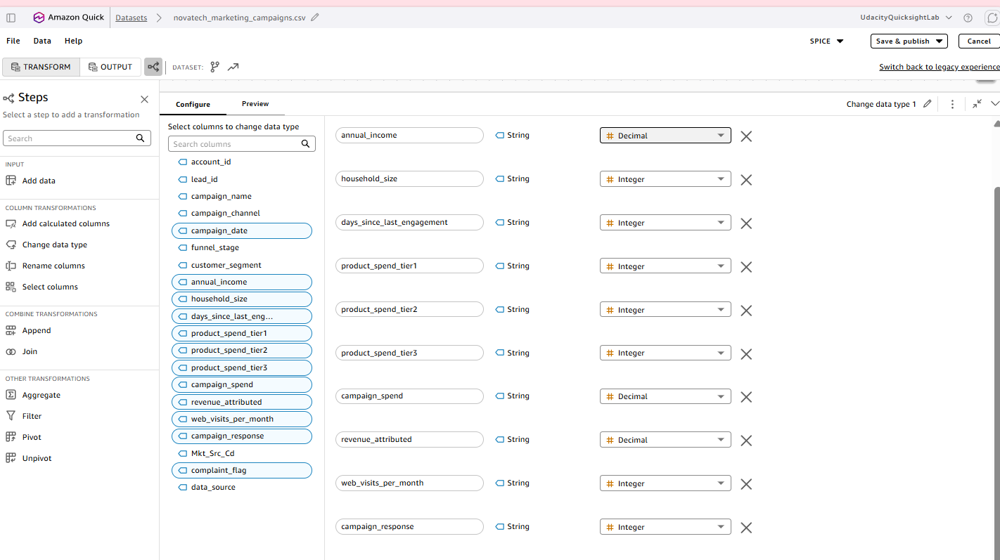 Amazon Quick
Datasets
novatech_marketing_campaigns.csv
UdacityQuicksightLab
File
Data
Help
SPICE
Save & publish
Cancel
TRANSFORM
OUTPUT
DATASET:
Switch back to legacy experience
Steps
Select a step to add a transformation
Search
INPUT
Add data
COLUMN TRANSFORMATIONS
Add calculated columns
Change data type
Rename columns
Select columns
COMBINE TRANSFORMATIONS
Append
Join
OTHER TRANSFORMATIONS
Aggregate
Filter
Pivot
Unpivot
Configure
Preview
Change data type 1
Select columns to change data type
Search columns
account_id
lead_id
campaign_name
campaign_channel
campaign_date
funnel_stage
customer_segment
annual_income
household_size
days_since_last_eng...
product_spend_tier1
product_spend_tier2
product_spend_tier3
campaign_spend
revenue_attributed
web_visits_per_month
campaign_response
Mkt_Src_Cd
complaint_flag
data_source
annual_income String # Decimal
household_size String # Integer
days_since_last_engagement String # Integer
product_spend_tier1 String # Integer
product_spend_tier2 String # Integer
product_spend_tier3 String # Integer
campaign_spend String # Decimal
revenue_attributed String # Decimal
web_visits_per_month String # Integer
campaign_response String # Integer